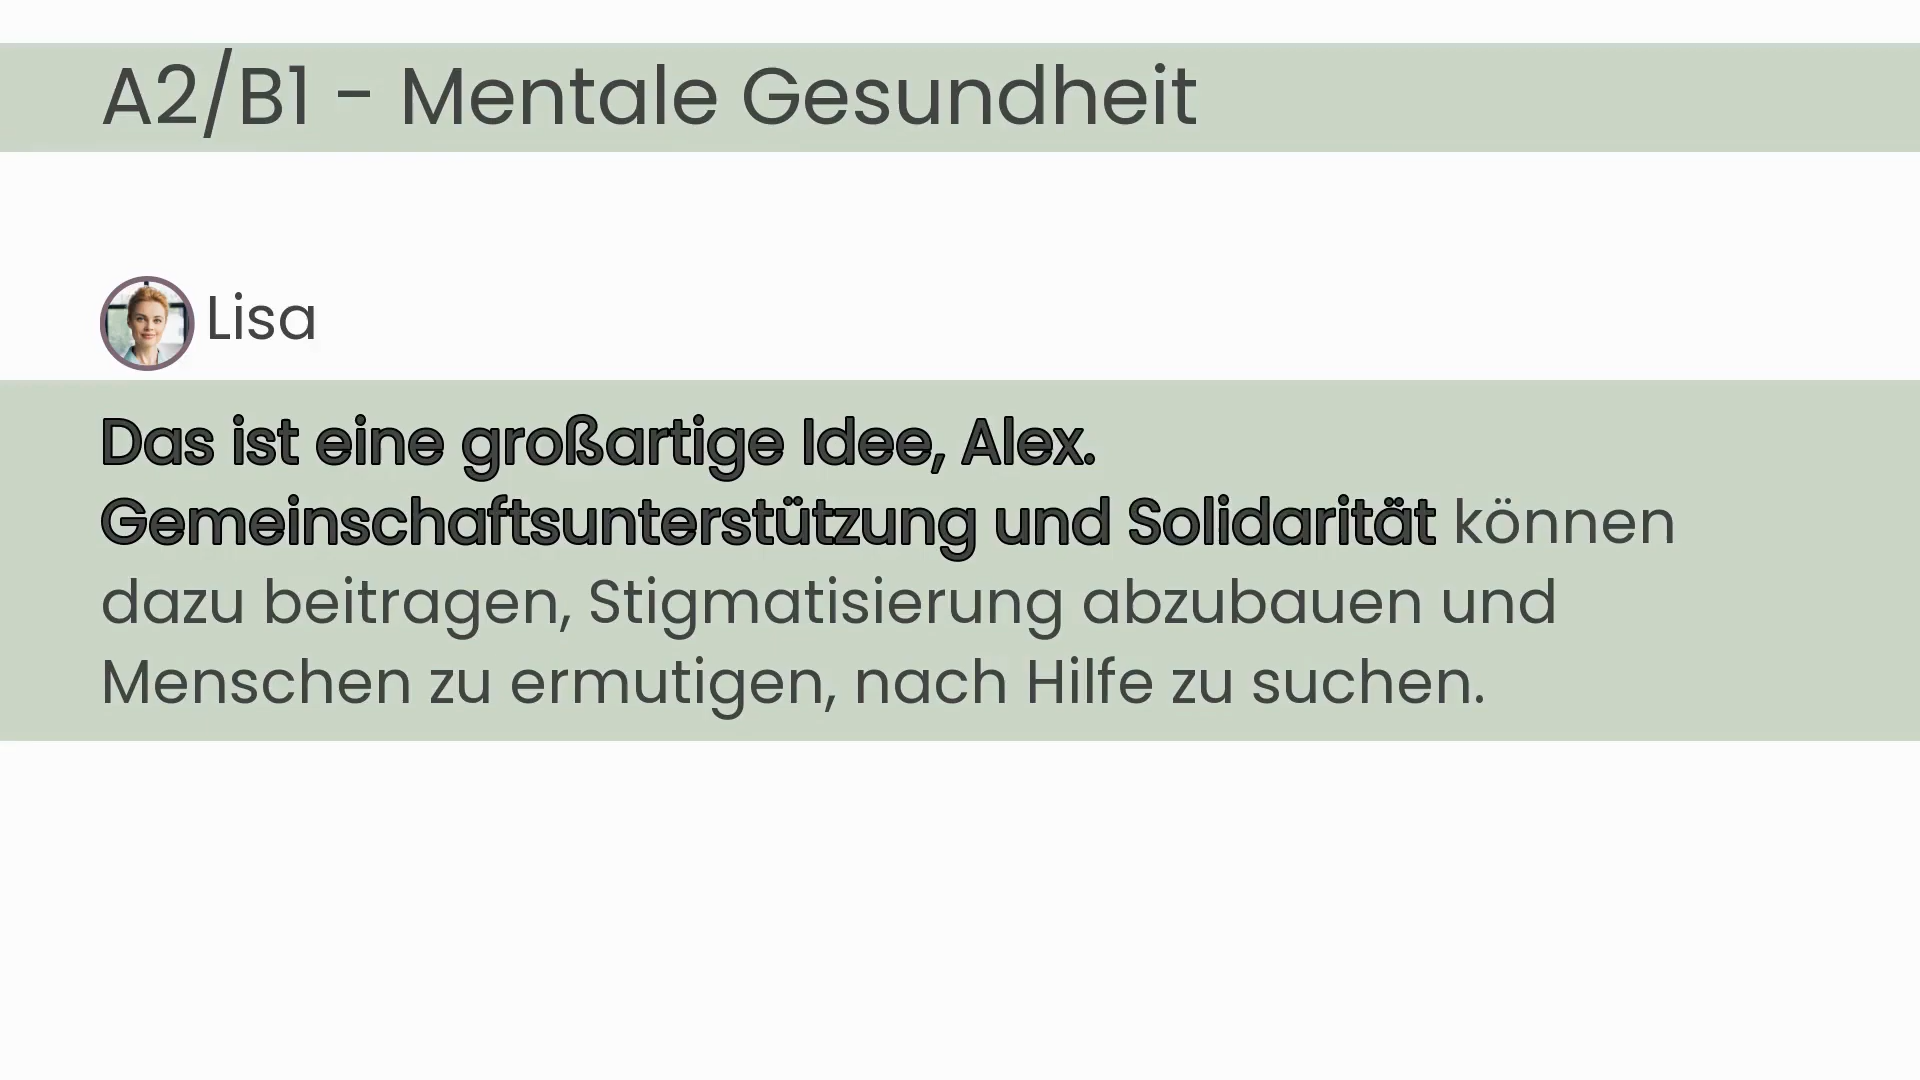 A2/B1 - Mentale Gesundheit
Lisa
Das ist eine großartige Idee, Alex.
Gemeinschaftsunterstützung und Solidarität können
dazu beitragen, Stigmatisierung abzubauen und
Menschen zu ermutigen, nach Hilfe zu suchen.